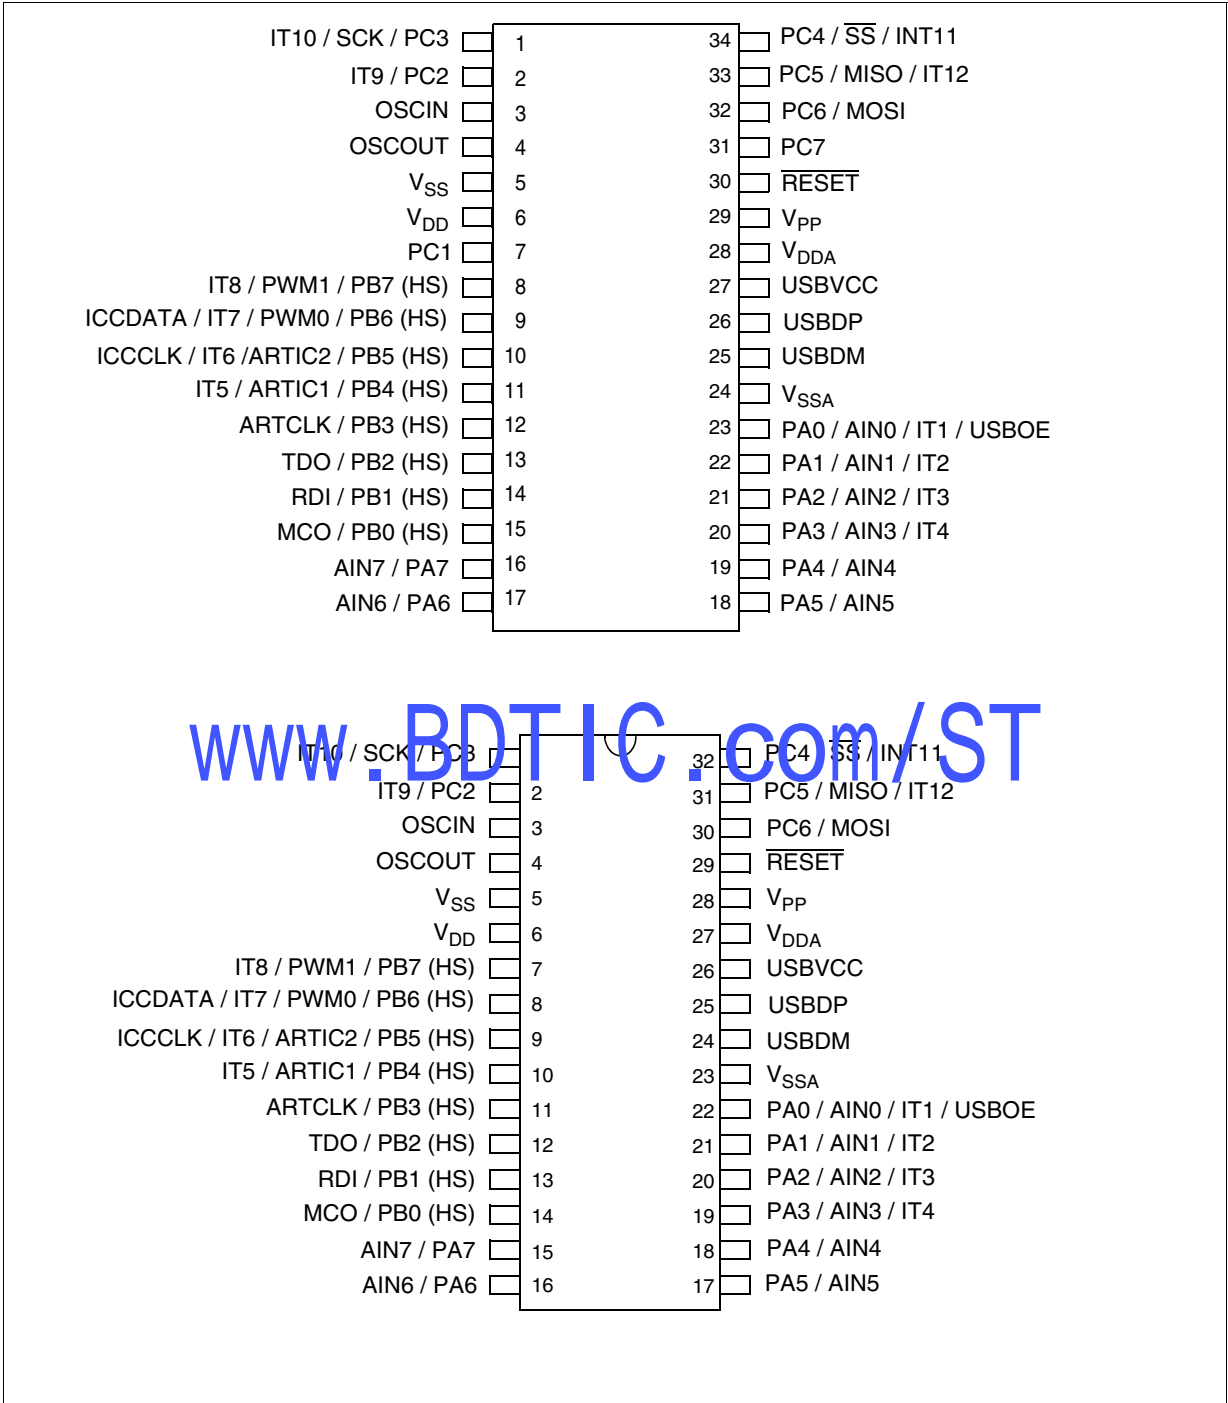 IT10 / SCK / PC3 1 34 PC4 / SS / INT11
IT9 / PC2 2 33 PC5 / MISO / IT12
OSCIN 3 32 PC6 / MOSI
OSCOUT 4 31 PC7
VSS 5 30 RESET
VDD 6 29 VPP
PC1 7 28 VDDA
IT8 / PWM1 / PB7 (HS) 8 27 USBVCC
ICCDATA / IT7 / PWM0 / PB6 (HS) 9 26 USBDP
ICCCLK / IT6 /ARTIC2 / PB5 (HS) 10 25 USBDM
IT5 / ARTIC1 / PB4 (HS) 11 24 VSSA
ARTCLK / PB3 (HS) 12 23 PA0 / AIN0 / IT1 / USBOE
TDO / PB2 (HS) 13 22 PA1 / AIN1 / IT2
RDI / PB1 (HS) 14 21 PA2 / AIN2 / IT3
MCO / PB0 (HS) 15 20 PA3 / AIN3 / IT4
AIN7 / PA7 16 19 PA4 / AIN4
AIN6 / PA6 17 18 PA5 / AIN5
www.BDTIC.com/ST
IT10 / SCK / PC3 32 PC4 / SS / INT11
IT9 / PC2 2 31 PC5 / MISO / IT12
OSCIN 3 30 PC6 / MOSI
OSCOUT 4 29 RESET
VSS 5 28 VPP
VDD 6 27 VDDA
IT8 / PWM1 / PB7 (HS) 7 26 USBVCC
ICCDATA / IT7 / PWM0 / PB6 (HS) 8 25 USBDP
ICCCLK / IT6 / ARTIC2 / PB5 (HS) 9 24 USBDM
IT5 / ARTIC1 / PB4 (HS) 10 23 VSSA
ARTCLK / PB3 (HS) 11 22 PA0 / AIN0 / IT1 / USBOE
TDO / PB2 (HS) 12 21 PA1 / AIN1 / IT2
RDI / PB1 (HS) 13 20 PA2 / AIN2 / IT3
MCO / PB0 (HS) 14 19 PA3 / AIN3 / IT4
AIN7 / PA7 15 18 PA4 / AIN4
AIN6 / PA6 16 17 PA5 / AIN5